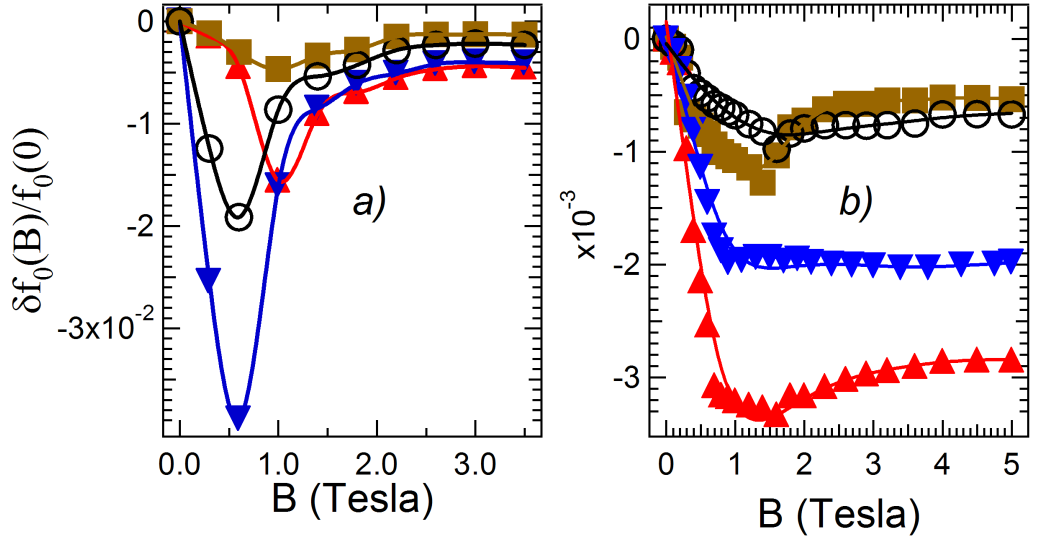 δf₀(B)/f₀(0)
0
-1
-2
-3x10⁻²
a)
0.0
1.0
2.0
3.0
B (Tesla)
x10⁻³
0
-1
-2
-3
b)
0
1
2
3
4
5
B (Tesla)